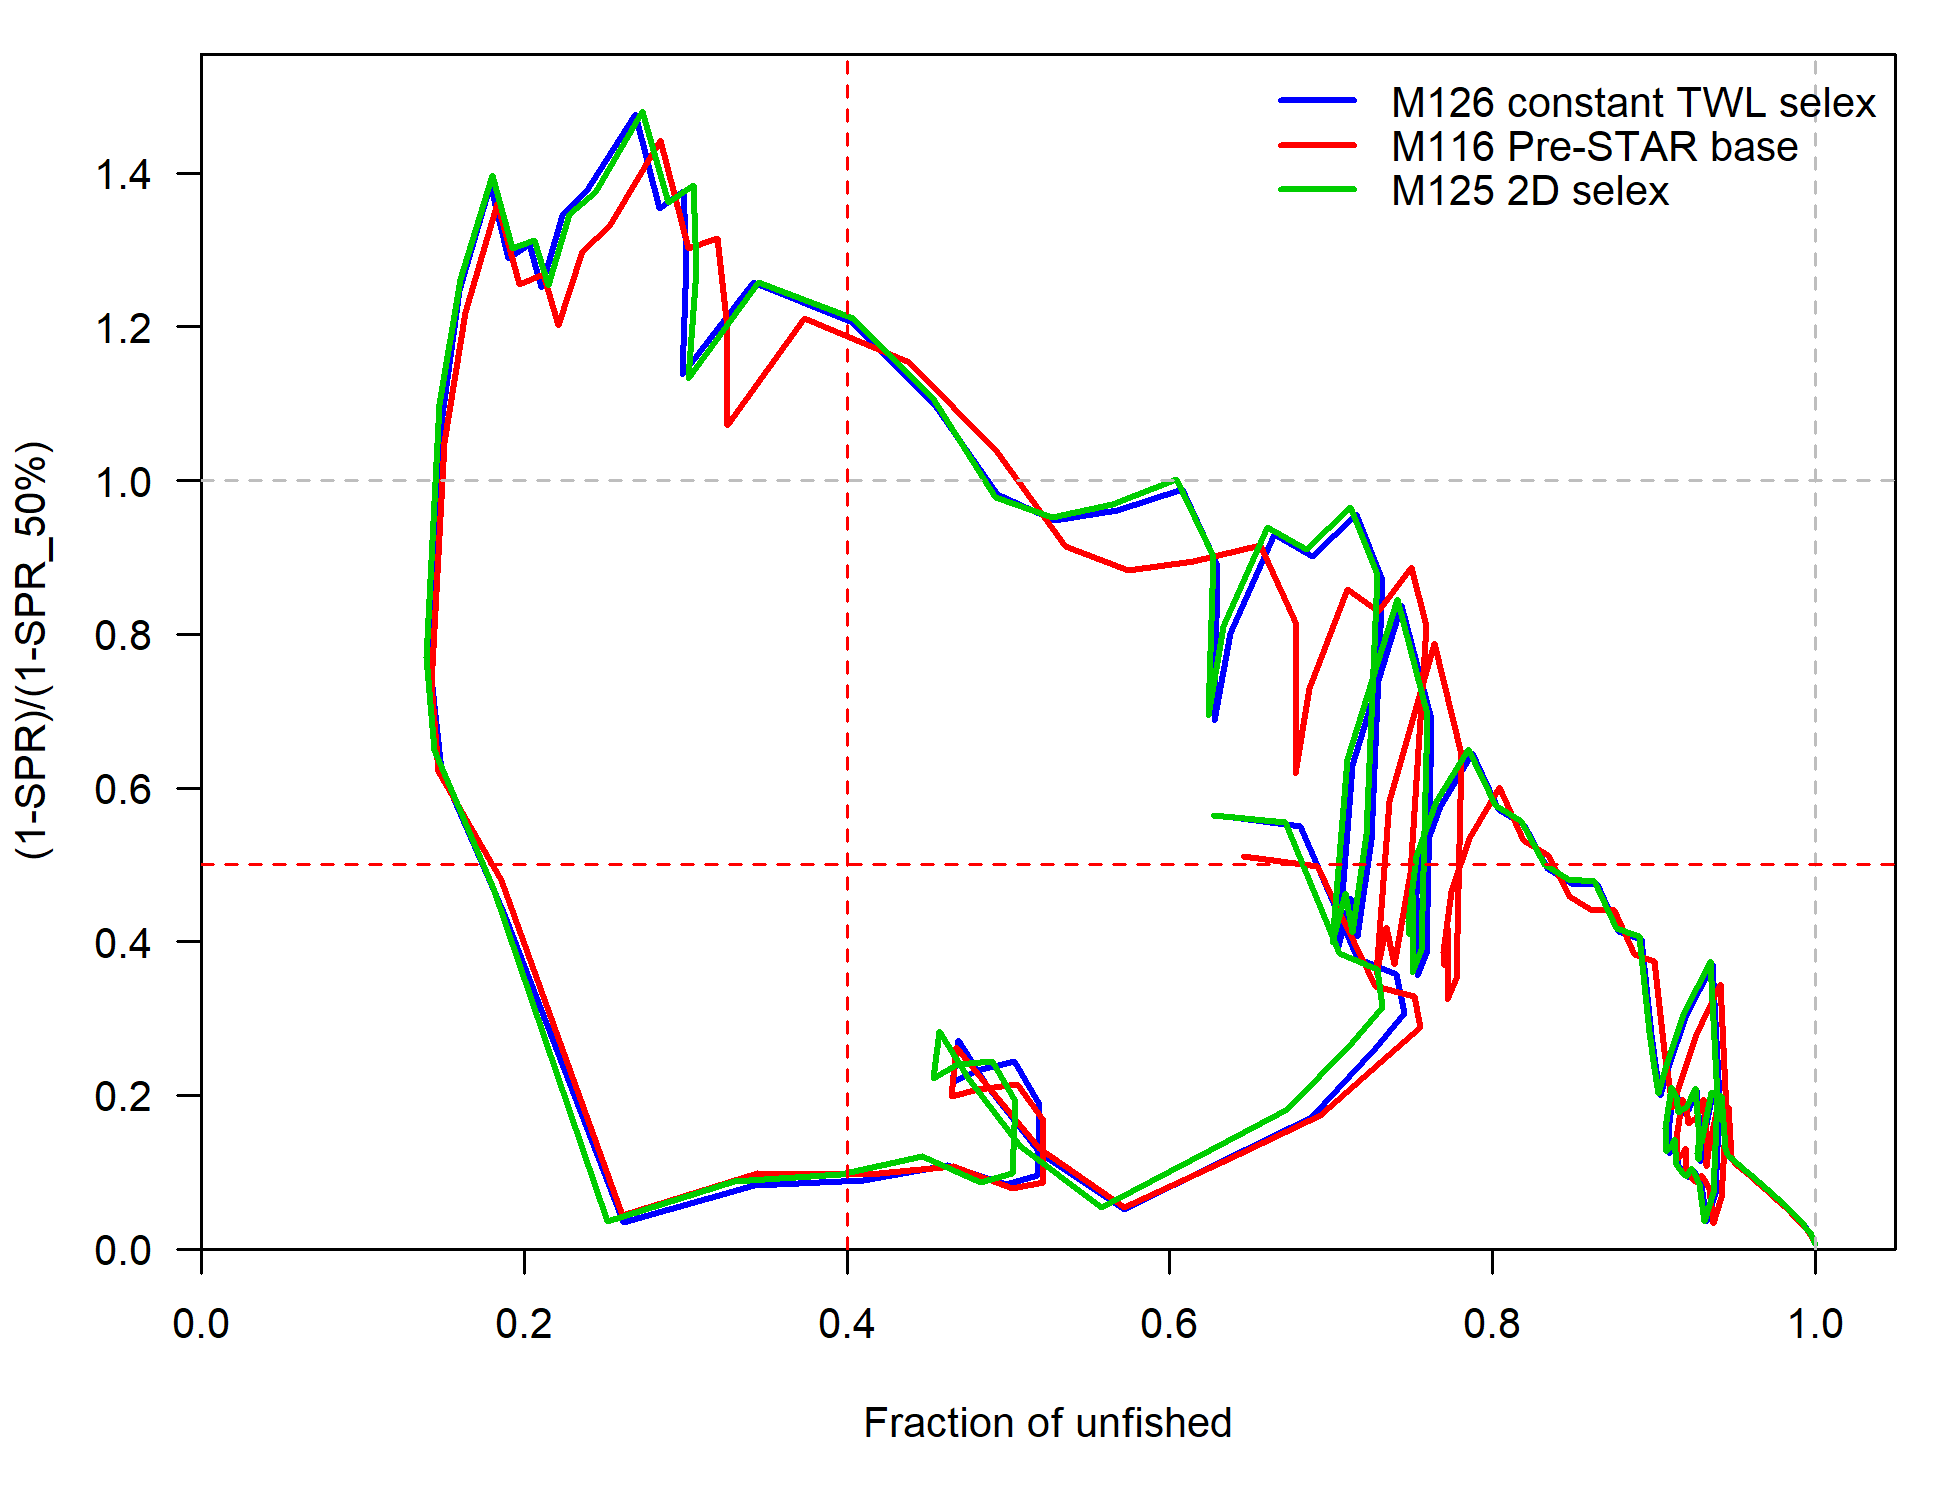 M126 constant TWL selex
M116 Pre-STAR base
M125 2D selex
1.4
1.2
1.0
0.8
0.6
0.4
0.2
0.0
(1-SPR)/(1-SPR_50%)
0.0 0.2 0.4 0.6 0.8 1.0
Fraction of unfished